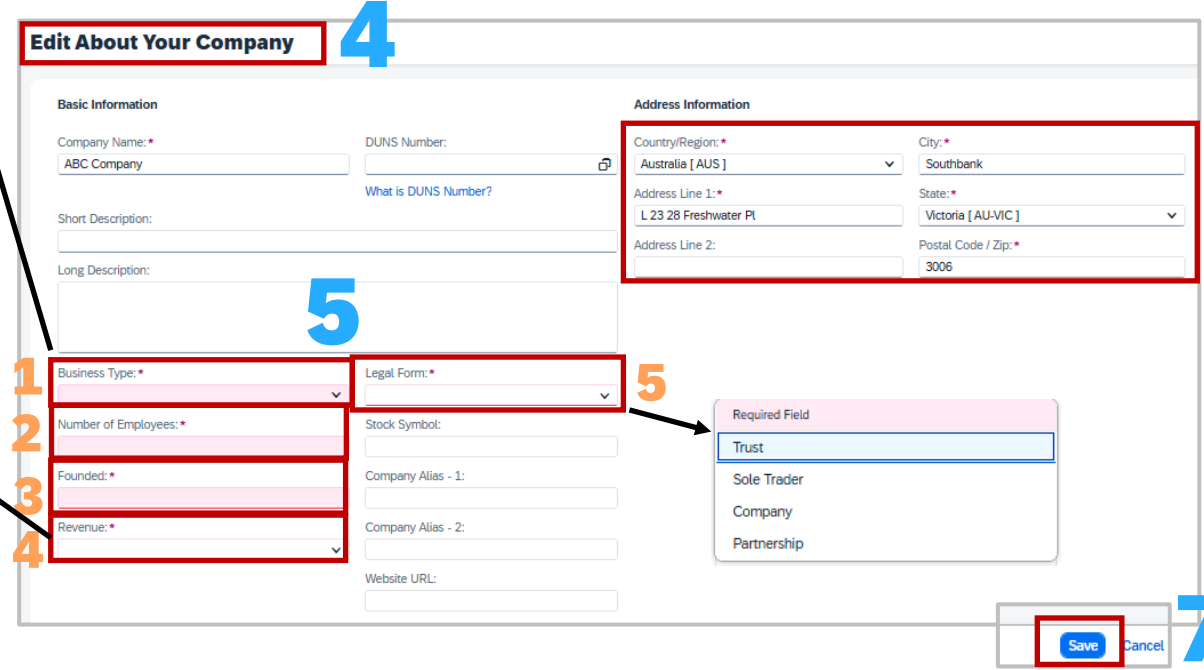 4
Edit About Your Company
Basic Information
Company Name:*
ABC Company
DUNS Number:
What is DUNS Number?
Short Description:
Long Description:
5
1
Business Type:*
Legal Form:*
5
2
Number of Employees:*
Stock Symbol:
3
Founded:*
Company Alias - 1:
4
Revenue:*
Company Alias - 2:
Website URL:
Address Information
Country/Region:*
Australia [ AUS ]
City:*
Southbank
Address Line 1:*
L 23 28 Freshwater Pl
State:*
Victoria [ AU-VIC ]
Address Line 2:
Postal Code / Zip:*
3006
Required Field
Trust
Sole Trader
Company
Partnership
Save
Cancel
7